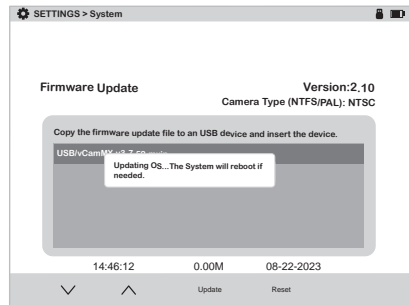 SETTINGS > System
Firmware Update
Version:2.10
Camera Type (NTFS/PAL): NTSC
Copy the firmware update file to an USB device and insert the device.
USB/vCamMX
Updating OS...The System will reboot if
needed.
14:46:12 0.00M 08-22-2023
Update Reset